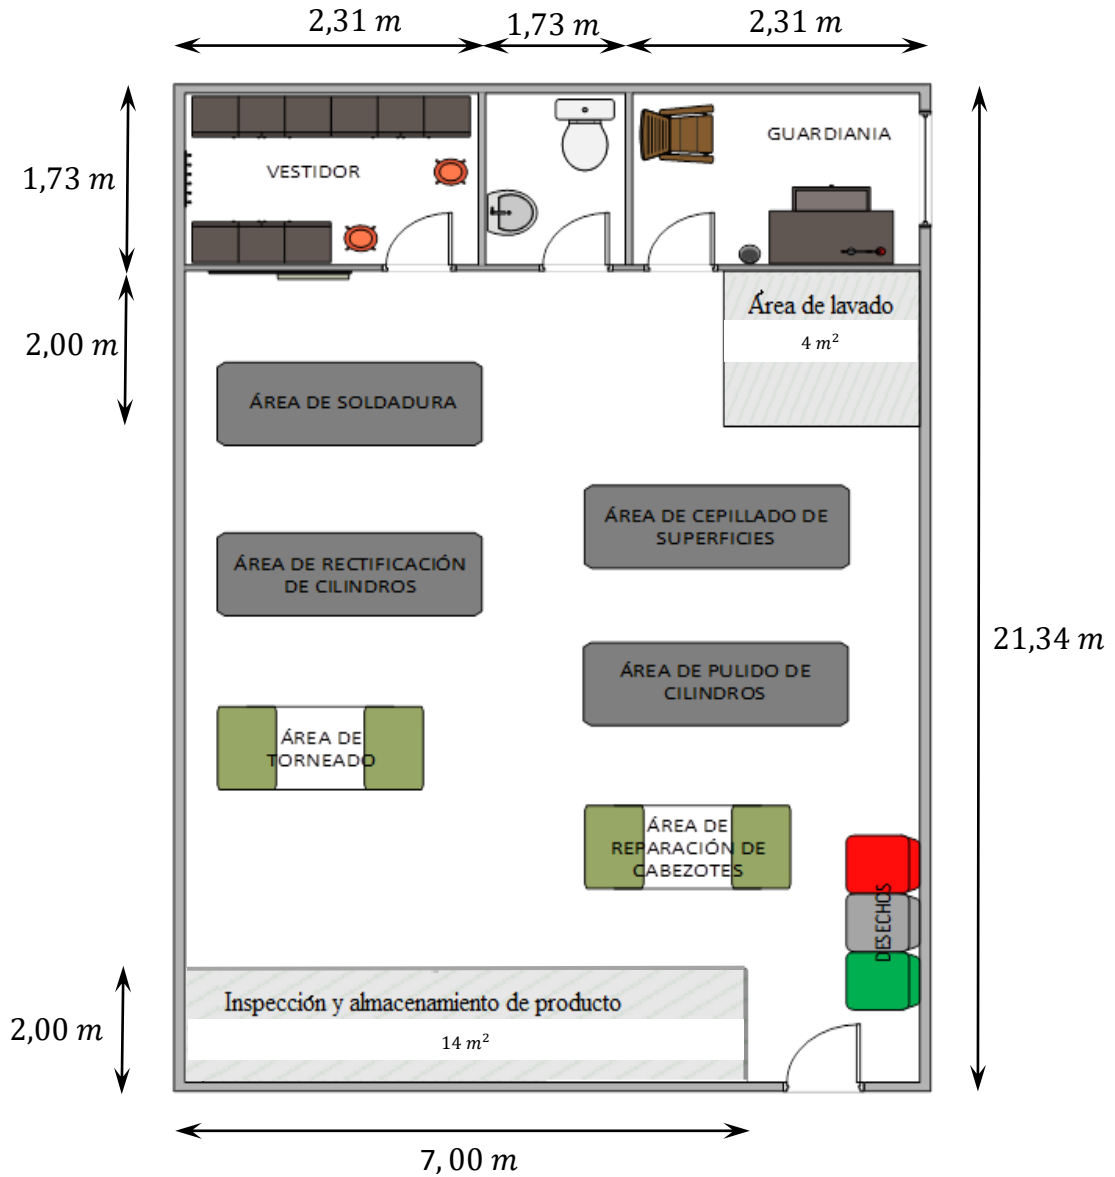 2,31 m
1,73 m
2,31 m
1,73 m
VESTIDOR
GUARDIANIA
2,00 m
Área de lavado
4 m²
ÁREA DE SOLDADURA
ÁREA DE CEPILLADO DE
SUPERFICIES
ÁREA DE RECTIFICACIÓN
DE CILINDROS
21,34 m
ÁREA DE PULIDO DE
CILINDROS
ÁREA DE
TORNEADO
ÁREA DE
REPARACIÓN DE
CABEZOTES
DESECHOS
2,00 m
Inspección y almacenamiento de producto
14 m²
7,00 m